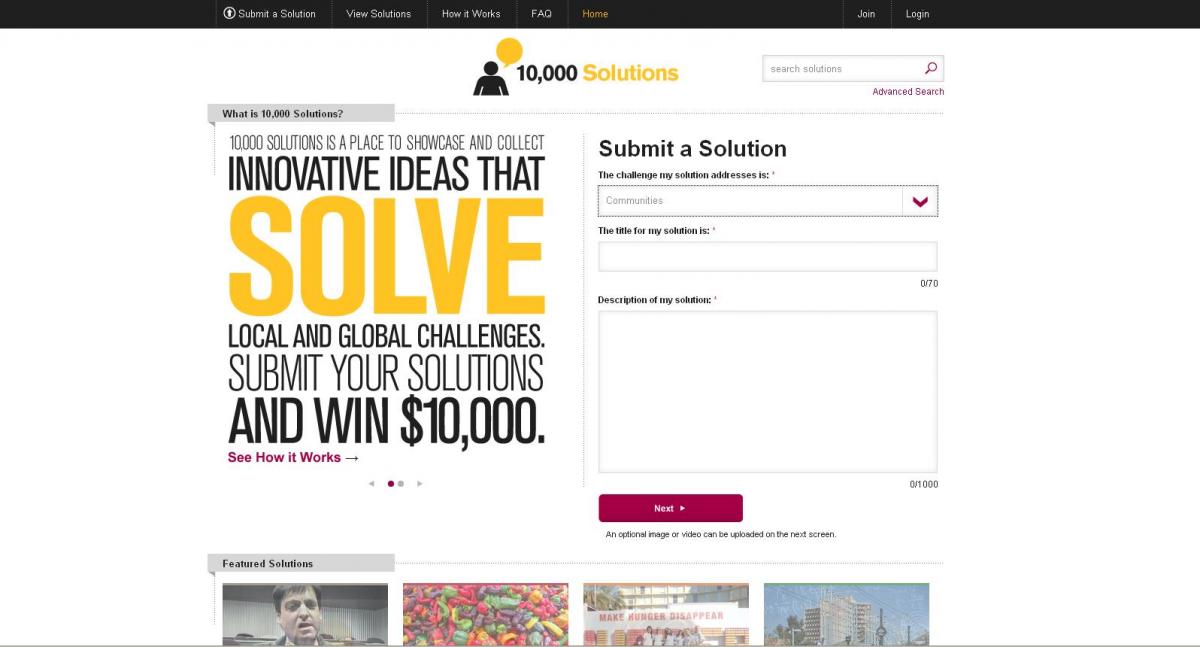 Submit a Solution
View Solutions
How it Works
FAQ
Home
Join
Login
10,000 Solutions
search solutions
Advanced Search
What is 10,000 Solutions?
10,000 SOLUTIONS IS A PLACE TO SHOWCASE AND COLLECT
INNOVATIVE IDEAS THAT
SOLVE
LOCAL AND GLOBAL CHALLENGES.
SUBMIT YOUR SOLUTIONS
AND WIN $10,000.
See How it Works →
Submit a Solution
The challenge my solution addresses is: *
Communities
The title for my solution is: *
0/70
Description of my solution: *
0/1000
Next
An optional image or video can be uploaded on the next screen.
Featured Solutions
MAKE HUNGER DISAPPEAR